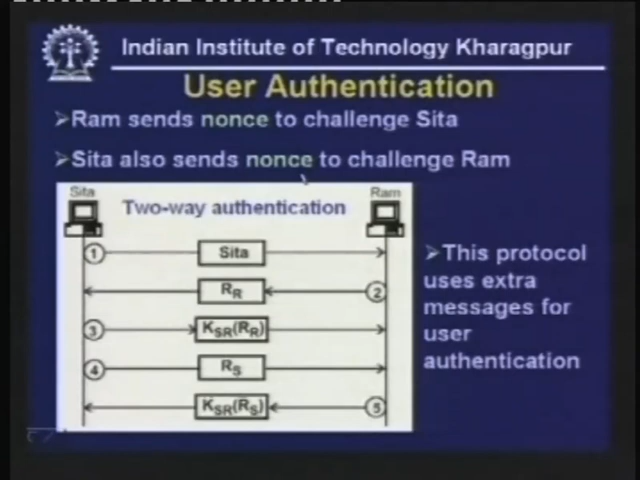 Indian Institute of Technology Kharagpur
User Authentication
➢Ram sends nonce to challenge Sita
➢Sita also sends nonce to challenge Ram
Sita
Ram
Two-way authentication
1 Sita
R_R 2
3 K_SR(R_R)
4 R_S
K_SR(R_S) 5
➢This protocol
uses extra
messages for
user
authentication